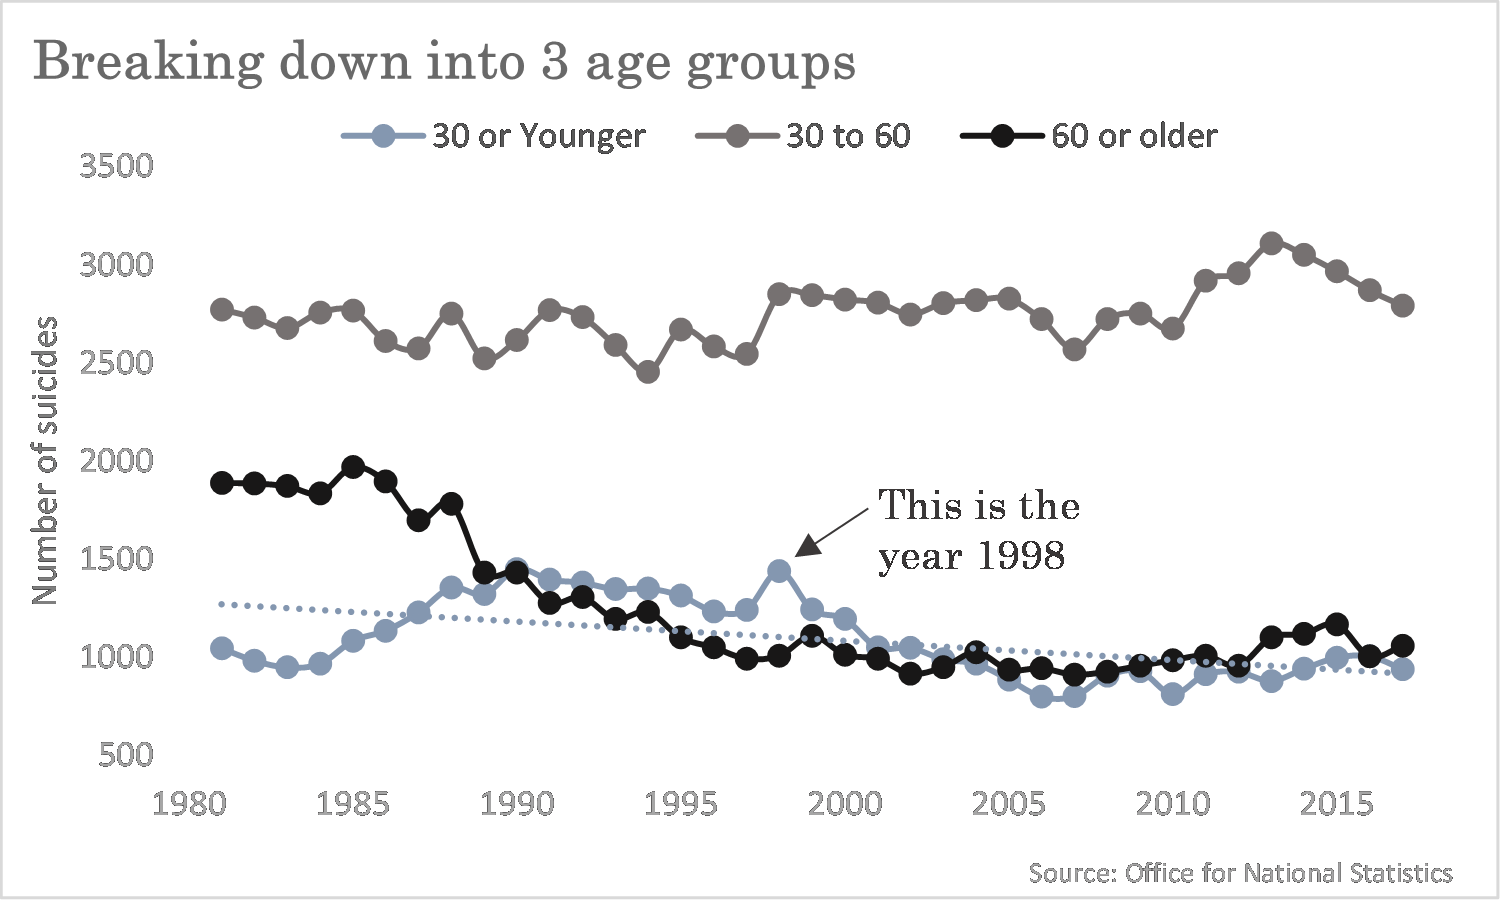 Breaking down into 3 age groups
30 or Younger 30 to 60 60 or older
3500
3000
2500
2000
1500
1000
500
Number of suicides
This is the
year 1998
1980 1985 1990 1995 2000 2005 2010 2015
Source: Office for National Statistics